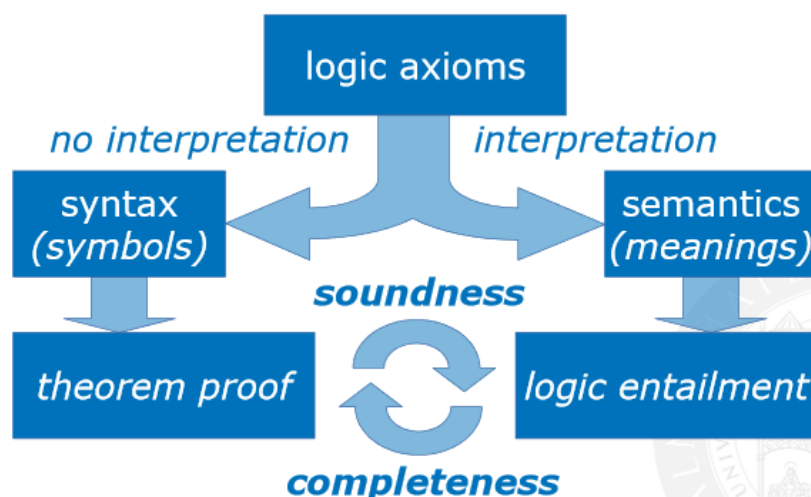 logic axioms
no interpretation
interpretation
syntax
(symbols)
semantics
(meanings)
soundness
theorem proof
logic entailment
completeness